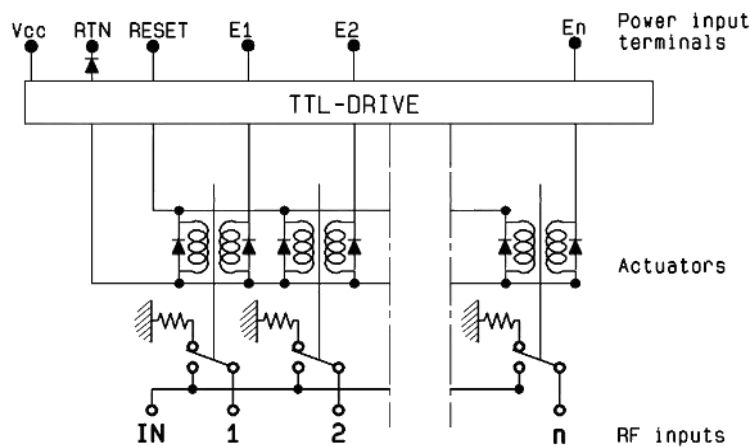 Vcc RTN RESET E1 E2 En Power input
terminals
TTL-DRIVE
Actuators
IN 1 2 n RF inputs